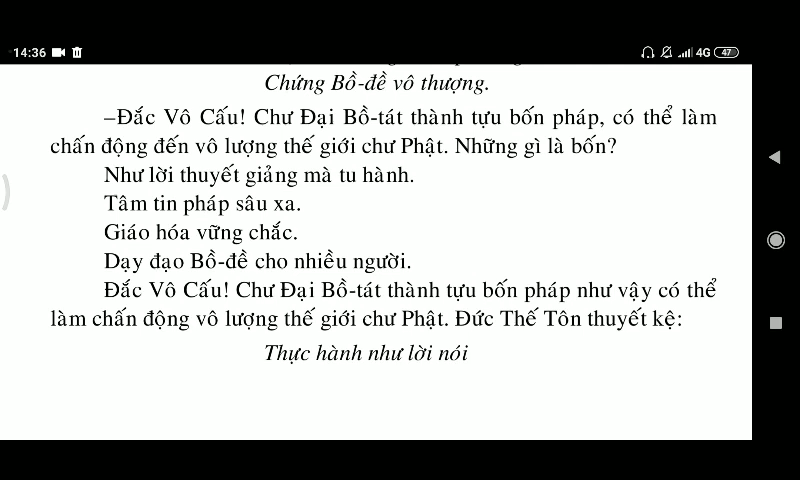 14:36
4G 47
Chứng Bồ-đề vô thượng.
–Đắc Vô Cấu! Chư Đại Bồ-tát thành tựu bốn pháp, có thể làm
chấn động đến vô lượng thế giới chư Phật. Những gì là bốn?
Như lời thuyết giảng mà tu hành.
Tâm tin pháp sâu xa.
Giáo hóa vững chắc.
Dạy đạo Bồ-đề cho nhiều người.
Đắc Vô Cấu! Chư Đại Bồ-tát thành tựu bốn pháp như vậy có thể
làm chấn động vô lượng thế giới chư Phật. Đức Thế Tôn thuyết kệ:
Thực hành như lời nói